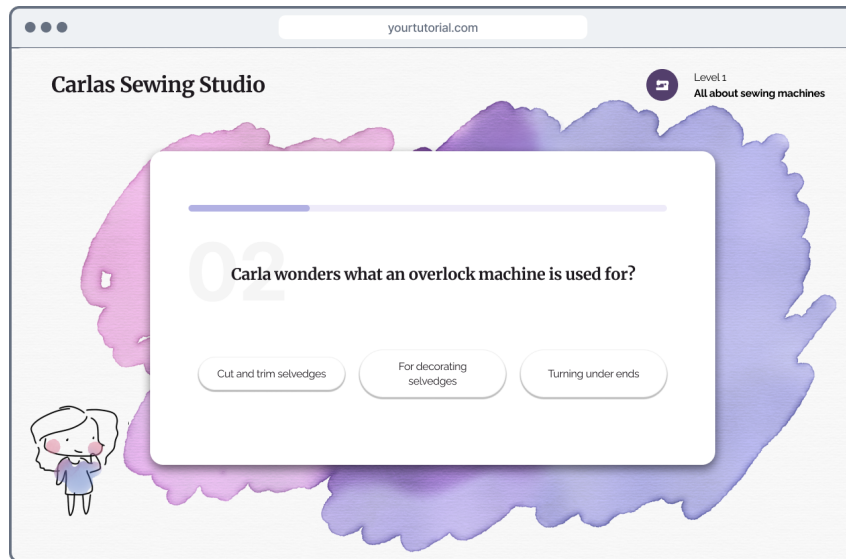 yourtutorial.com
Carlas Sewing Studio
Level 1
All about sewing machines
02
Carla wonders what an overlock machine is used for?
Cut and trim selvedges
For decorating
selvedges
Turning under ends